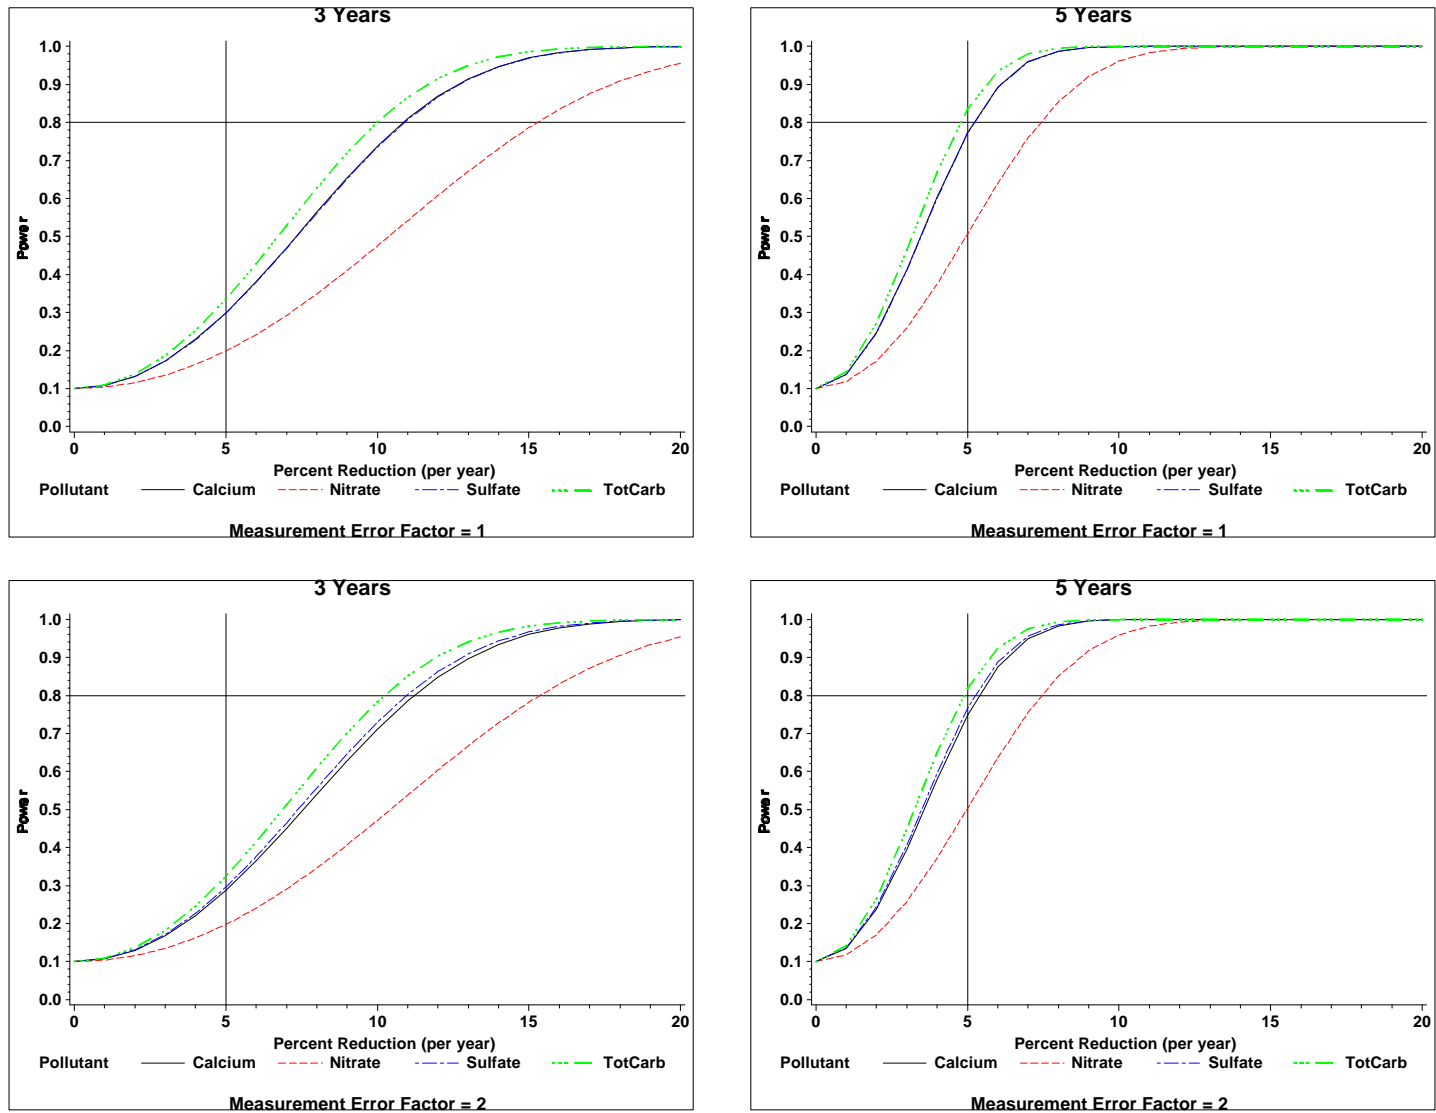 3 Years
1.0
0.9
0.8
0.7
0.6
0.5
0.4
0.3
0.2
0.1
0.0
Power
0 5 10 15 20
Percent Reduction (per year)
Pollutant Calcium Nitrate Sulfate TotCarb
Measurement Error Factor = 1
5 Years
1.0
0.9
0.8
0.7
0.6
0.5
0.4
0.3
0.2
0.1
0.0
Power
0 5 10 15 20
Percent Reduction (per year)
Pollutant Calcium Nitrate Sulfate TotCarb
Measurement Error Factor = 1
3 Years
1.0
0.9
0.8
0.7
0.6
0.5
0.4
0.3
0.2
0.1
0.0
Power
0 5 10 15 20
Percent Reduction (per year)
Pollutant Calcium Nitrate Sulfate TotCarb
Measurement Error Factor = 2
5 Years
1.0
0.9
0.8
0.7
0.6
0.5
0.4
0.3
0.2
0.1
0.0
Power
0 5 10 15 20
Percent Reduction (per year)
Pollutant Calcium Nitrate Sulfate TotCarb
Measurement Error Factor = 2